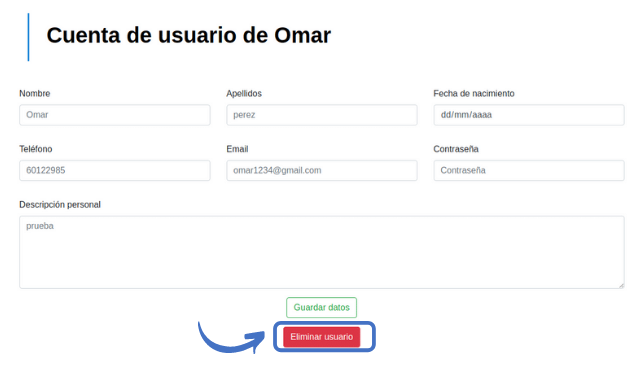 Cuenta de usuario de Omar
Nombre Apellidos Fecha de nacimiento
Omar perez dd/mm/aaaa
Teléfono Email Contraseña
60122985 omar1234@gmail.com Contraseña
Descripción personal
prueba
Guardar datos
Eliminar usuario